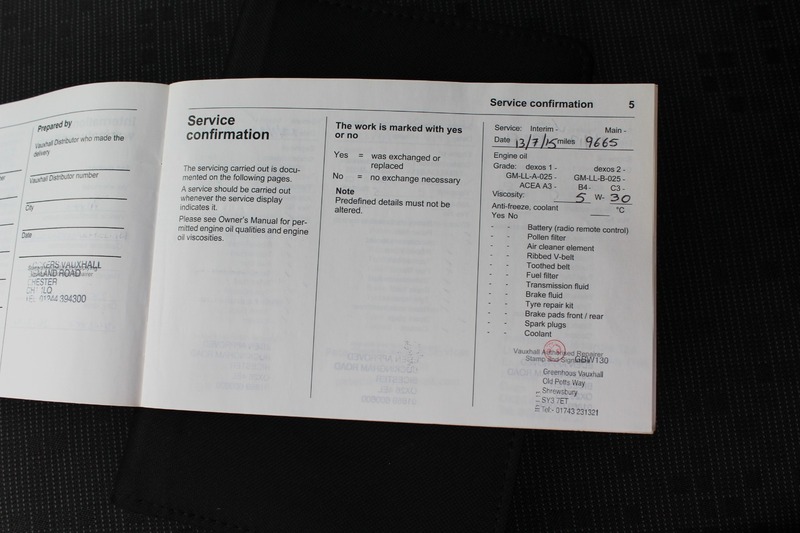 Prepared by
Vauxhall Distributor who made the
delivery
Vauxhall Distributor number
City
Date
VAUXHALL
ROAD
CHESTER
TEL 01244 394300
Service
confirmation
The servicing carried out is docu-
mented on the following pages.
A service should be carried out
whenever the service display
indicates it.
Please see Owner's Manual for per-
mitted engine oil qualities and engine
oil viscosities.
The work is marked with yes
or no
Yes = was exchanged or
replaced
No = no exchange necessary
Note
Predefined details must not be
altered.
Service confirmation 5
Service: Interim - Main -
Date 13/7/15 miles 9665
Engine oil
Grade: dexos 1 - dexos 2 -
GM-LL-A-025 - GM-LL-B-025 -
ACEA A3 - B4 - C3 -
Viscosity: 5 W- 30
Anti-freeze, coolant °C
Yes No
- - Battery (radio remote control)
- - Pollen filter
- - Air cleaner element
- - Ribbed V-belt
- - Toothed belt
- - Fuel filter
- - Transmission fluid
- - Brake fluid
- - Tyre repair kit
- - Brake pads front / rear
- - Spark plugs
- - Coolant
Vauxhall Authorised Repairer
Stamp and Signature GBW130
Greenhous Vauxhall
Old Potts Way
Shrewsbury
SY3 7ET
Tel:- 01743 231321